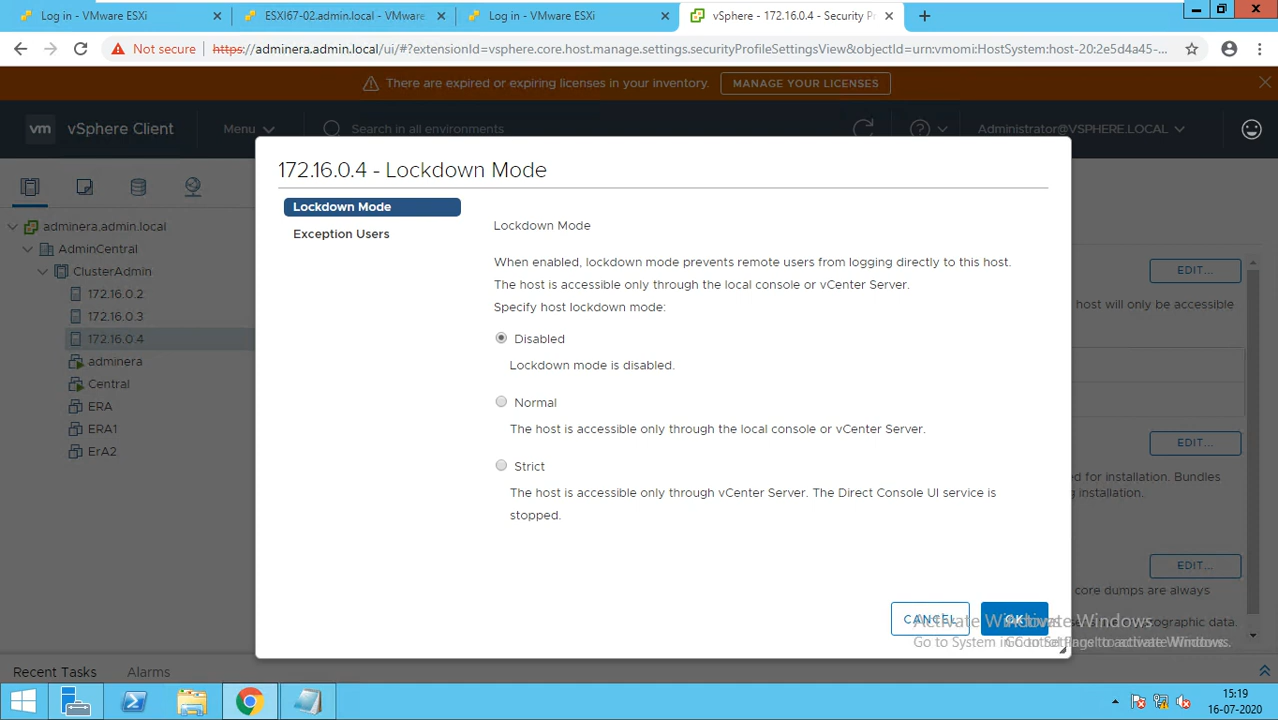 Log in - VMware ESXi
ESXI67-02.admin.local - VMware
Log in - VMware ESXi
vSphere - 172.16.0.4 - Security Pr
Not secure
https://adminera.admin.local/ui/#?extensionId=vsphere.core.host.manage.settings.securityProfileSettingsView&objectId=urn:vmomi:HostSystem:host-20:2e5d4a45-...
There are expired or expiring licenses in your inventory.
MANAGE YOUR LICENSES
vm
vSphere Client
Menu
Search in all environments
Administrator@VSPHERE.LOCAL
172.16.0.4 - Lockdown Mode
Lockdown Mode
Exception Users
Lockdown Mode
When enabled, lockdown mode prevents remote users from logging directly to this host.
The host is accessible only through the local console or vCenter Server.
Specify host lockdown mode:
Disabled
Lockdown mode is disabled.
Normal
The host is accessible only through the local console or vCenter Server.
Strict
The host is accessible only through vCenter Server. The Direct Console UI service is
stopped.
CANCEL
OK
adminera.admin.local
AdminCentral
ClusterAdmin
172.16.0.2
172.16.0.3
172.16.0.4
adminera
Central
ERA
ERA1
ErA2
EDIT...
host will only be accessible
EDIT...
ed for installation. Bundles
ng installation.
EDIT...
core dumps are always
ographic data.
Activate Windows
Go to System in Control Panel to activate Windows.
Recent Tasks
Alarms
15:19
16-07-2020